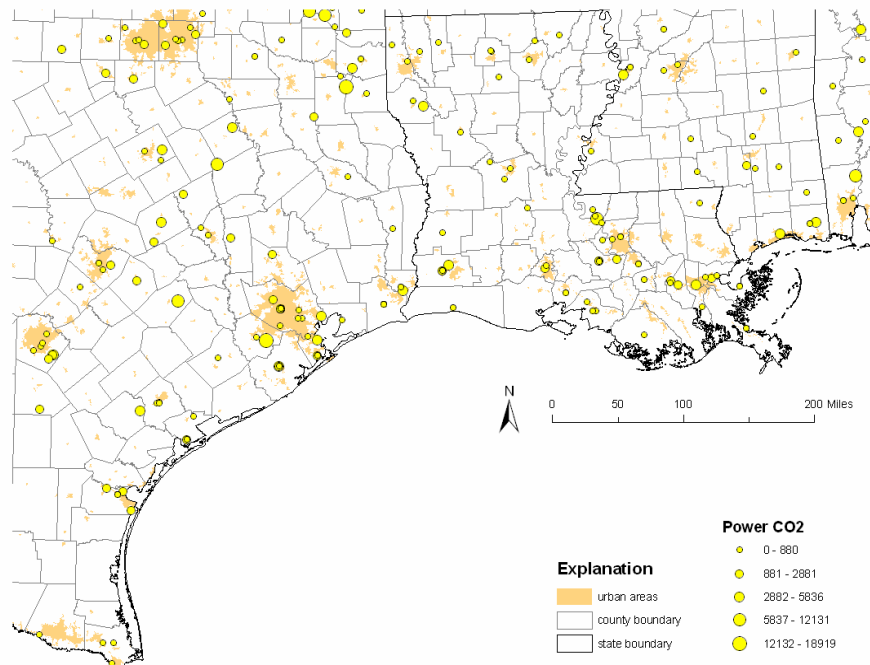 N
0 50 100 200 Miles
Power CO2
0 - 880
881 - 2881
2882 - 5836
5837 - 12131
12132 - 18919
Explanation
urban areas
county boundary
state boundary